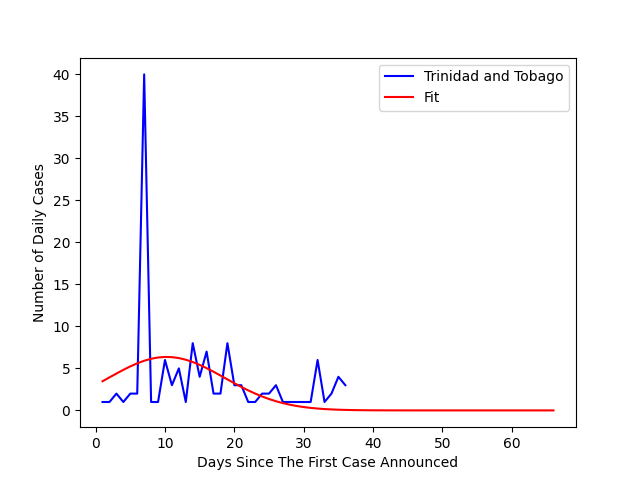 Trinidad and Tobago
Fit
40
35
30
25
20
15
10
5
0
Number of Daily Cases
0 10 20 30 40 50 60
Days Since The First Case Announced